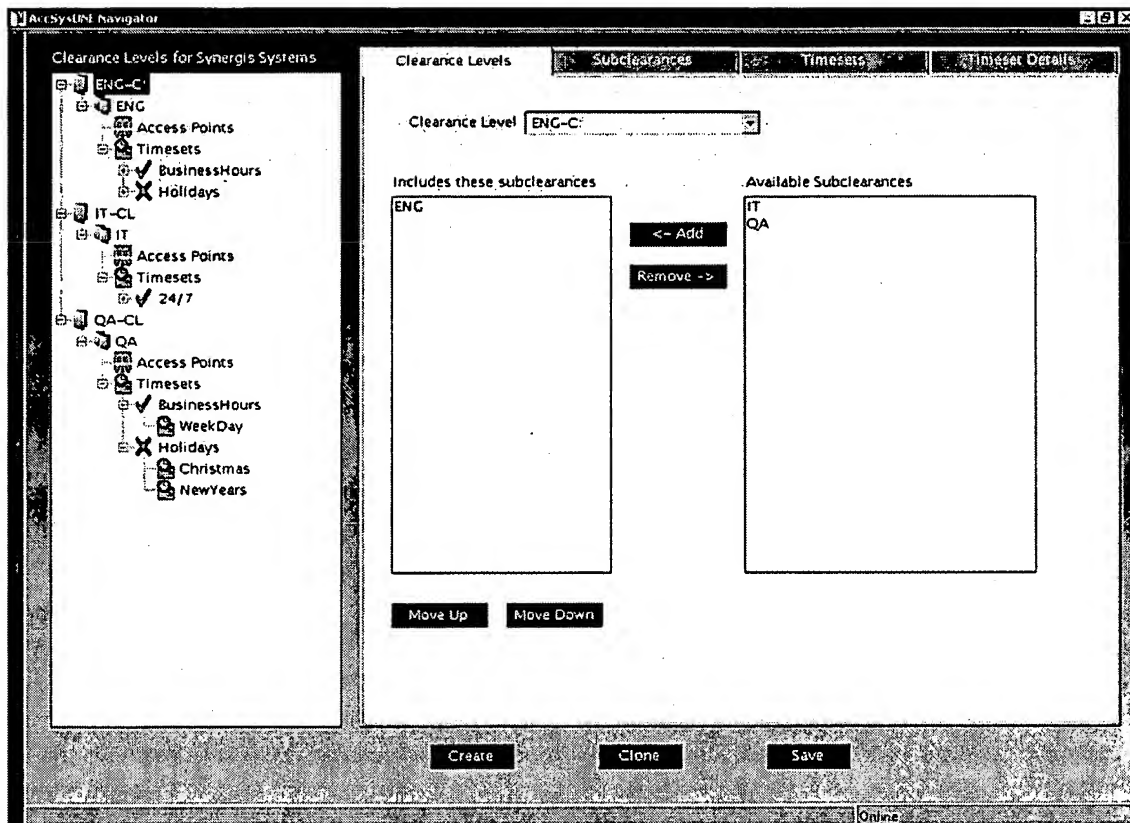 AccSysUNE Navigator
Clearance Levels for Synergis Systems
ENG-C:
ENG
Access Points
Timesets
BusinessHours
Holidays
IT-CL
IT
Access Points
Timesets
24/7
QA-CL
QA
Access Points
Timesets
BusinessHours
WeekDay
Holidays
Christmas
NewYears
Clearance Levels
Subclearances
Timesets
Timeset Details
Clearance Level ENG-C:
Includes these subclearances
ENG
<- Add
Remove ->
Available Subclearances
IT
QA
Move Up Move Down
Create Clone Save
Online